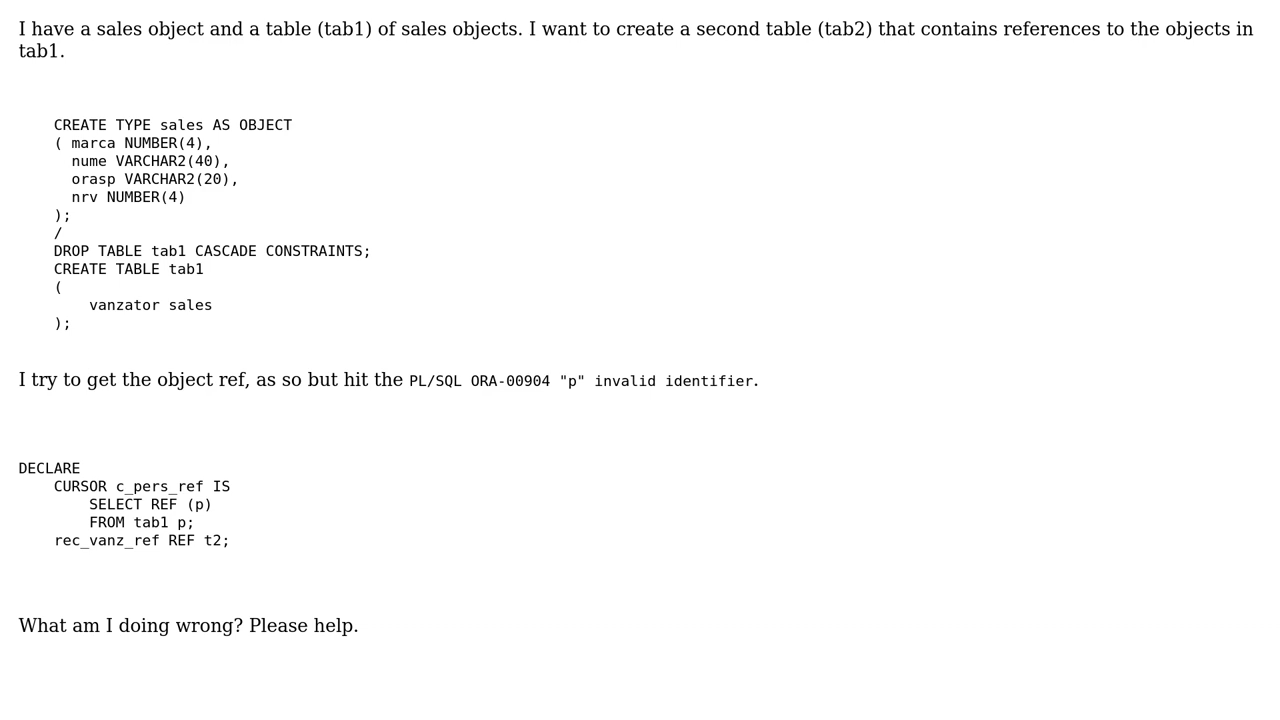 I have a sales object and a table (tab1) of sales objects. I want to create a second table (tab2) that contains references to the objects in
tab1.
CREATE TYPE sales AS OBJECT
( marca NUMBER(4),
  nume VARCHAR2(40),
  orasp VARCHAR2(20),
  nrv NUMBER(4)
);
/
DROP TABLE tab1 CASCADE CONSTRAINTS;
CREATE TABLE tab1
(
    vanzator sales
);
I try to get the object ref, as so but hit the PL/SQL ORA-00904 "p" invalid identifier.
DECLARE
    CURSOR c_pers_ref IS
        SELECT REF (p)
        FROM tab1 p;
    rec_vanz_ref REF t2;
What am I doing wrong? Please help.